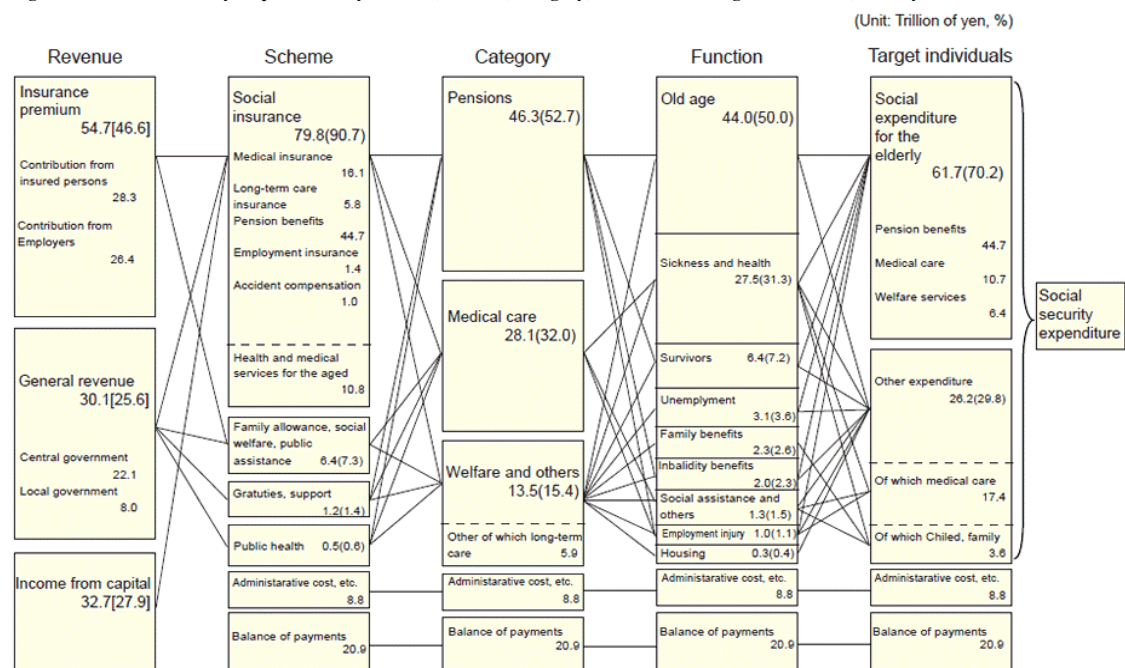 (Unit: Trillion of yen, %)
Revenue
Scheme
Category
Function
Target individuals
Insurance
premium
54.7[46.6]
Contribution from
insured persons
28.3
Contribution from
Employers
26.4
General revenue
30.1[25.6]
Central government
22.1
Local government
8.0
Income from capital
32.7[27.9]
Social
insurance
79.8(90.7)
Medical insurance
16.1
Long-term care
insurance 5.8
Pension benefits
44.7
Employment insurance
1.4
Accident compensation
1.0
Health and medical
services for the aged
10.8
Family allowance, social
welfare, public
assistance 6.4(7.3)
Gratuties, support
1.2(1.4)
Public health 0.5(0.6)
Administarative cost, etc.
8.8
Balance of payments
20.9
Pensions
46.3(52.7)
Medical care
28.1(32.0)
Welfare and others
13.5(15.4)
Other of which long-term
care 5.9
Administarative cost, etc.
8.8
Balance of payments
20.9
Old age
44.0(50.0)
Sickness and health
27.5(31.3)
Survivors 6.4(7.2)
Unemplyment
3.1(3.6)
Family benefits
2.3(2.6)
Inbalidity benefits
2.0(2.3)
Social assistance and
others 1.3(1.5)
Employment injury 1.0(1.1)
Housing 0.3(0.4)
Administarative cost, etc.
8.8
Balance of payments
20.9
Social
expenditure
for the
elderly
61.7(70.2)
Pension benefits
44.7
Medical care
10.7
Welfare services
6.4
Other expenditure
26.2(29.8)
Of which medical care
17.4
Of which Chiled, family
3.6
Administarative cost, etc.
8.8
Balance of payments
20.9
Social
security
expenditure